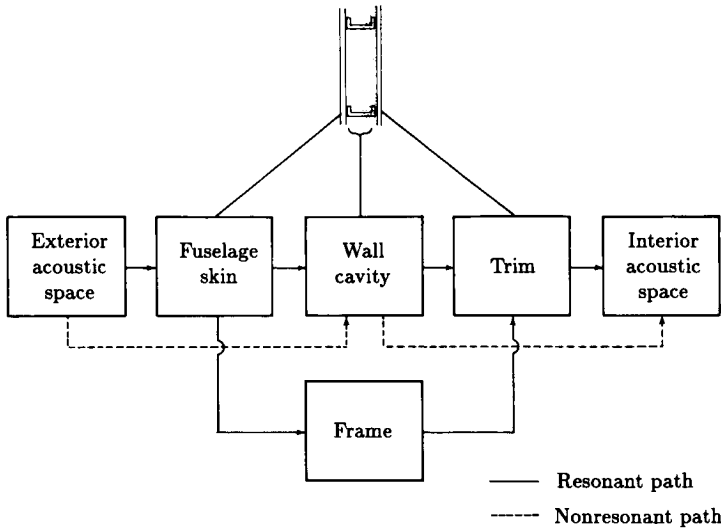 Exterior
acoustic
space
Fuselage
skin
Wall
cavity
Trim
Interior
acoustic
space
Frame
Resonant path
Nonresonant path